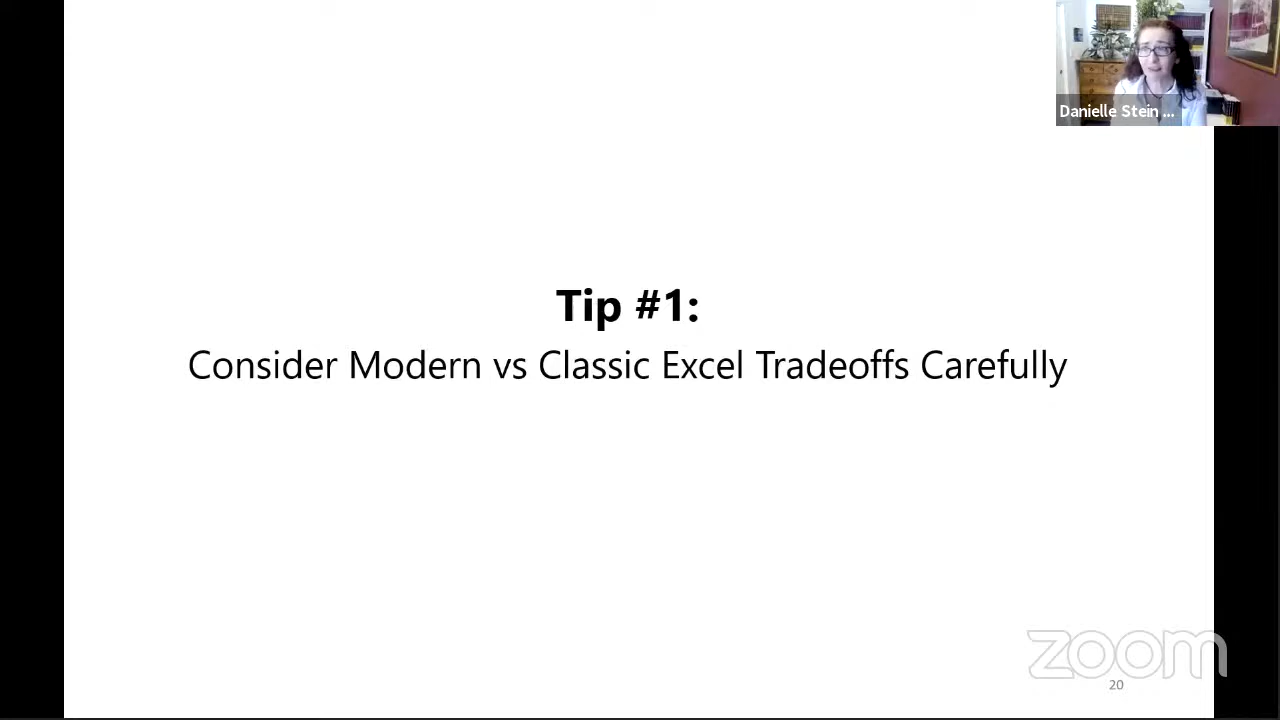 Danielle Stein ...
Tip #1:
Consider Modern vs Classic Excel Tradeoffs Carefully
zoom
20